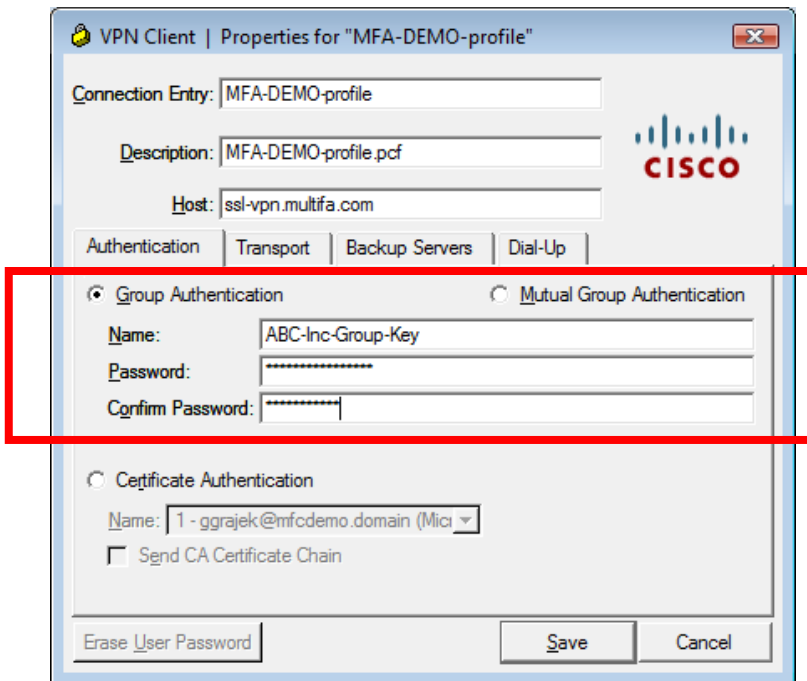 VPN Client | Properties for "MFA-DEMO-profile"
Connection Entry: MFA-DEMO-profile
Description: MFA-DEMO-profile.pcf
CISCO
Host: ssl-vpn.multifa.com
Authentication Transport Backup Servers Dial-Up
Group Authentication Mutual Group Authentication
Name: ABC-Inc-Group-Key
Password: ****************
Confirm Password: ***********
Certificate Authentication
Name: 1 - ggrajek@mfcdemo.domain (Micr
Send CA Certificate Chain
Erase User Password Save Cancel